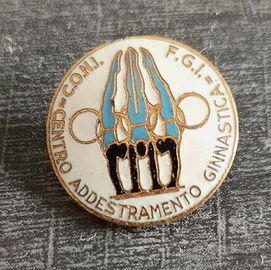 C.O.N.I. = F.G.I. =
CENTRO ADDESTRAMENTO GINNASTICA